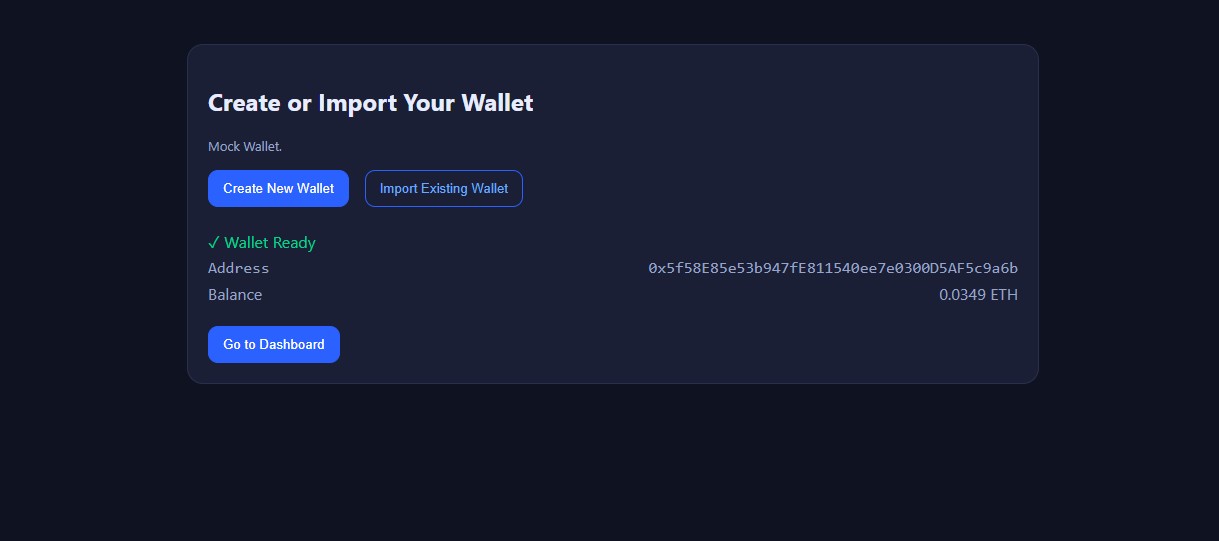 Create or Import Your Wallet
Mock Wallet.
Create New Wallet Import Existing Wallet
✓ Wallet Ready
Address 0x5f58E85e53b947fE811540ee7e0300D5AF5c9a6b
Balance 0.0349 ETH
Go to Dashboard